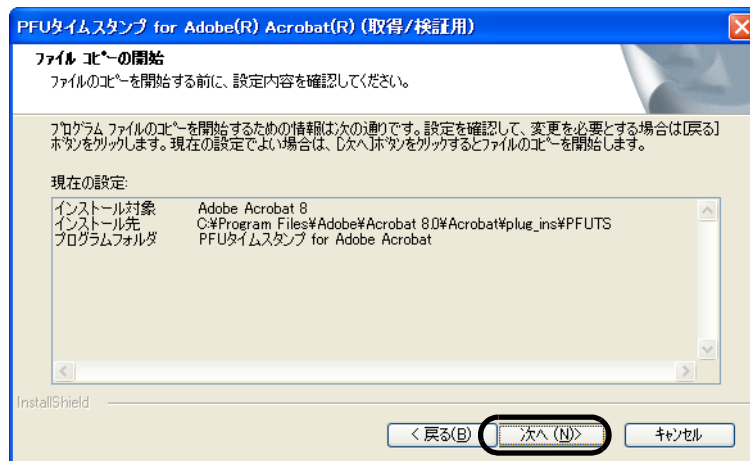 PFUタイムスタンプ for Adobe(R) Acrobat(R) (取得/検証用)
ファイル コピーの開始
ファイルのコピーを開始する前に、設定内容を確認してください。
プログラム ファイルのコピーを開始するための情報は次の通りです。設定を確認して、変更を必要とする場合は[戻る]
ボタンをクリックします。現在の設定でよい場合は、[次へ]ボタンをクリックするとファイルのコピーを開始します。
現在の設定:
インストール対象 Adobe Acrobat 8
インストール先 C:¥Program Files¥Adobe¥Acrobat 8.0¥Acrobat¥plug_ins¥PFUTS
プログラムフォルダ PFUタイムスタンプ for Adobe Acrobat
InstallShield
< 戻る(B) 次へ (N)> キャンセル